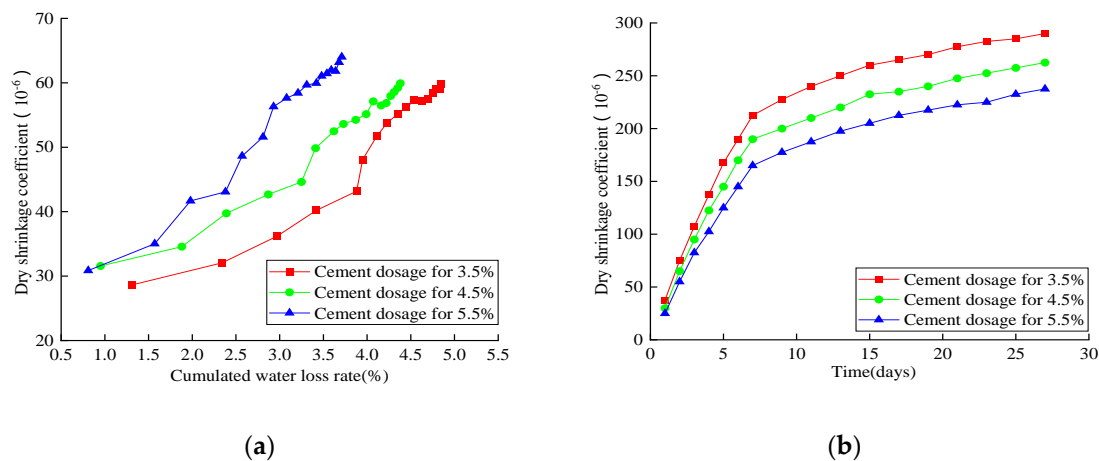 70
60
50
40
30
20
Dry shrinkage coefficient ( 10⁻⁶ )
Cement dosage for 3.5%
Cement dosage for 4.5%
Cement dosage for 5.5%
0.5 1.0 1.5 2.0 2.5 3.0 3.5 4.0 4.5 5.0 5.5
Cumulated water loss rate(%)
(a)
300
250
200
150
100
50
0
Dry shrinkage coefficient ( 10⁻⁶ )
Cement dosage for 3.5%
Cement dosage for 4.5%
Cement dosage for 5.5%
0 5 10 15 20 25 30
Time(days)
(b)